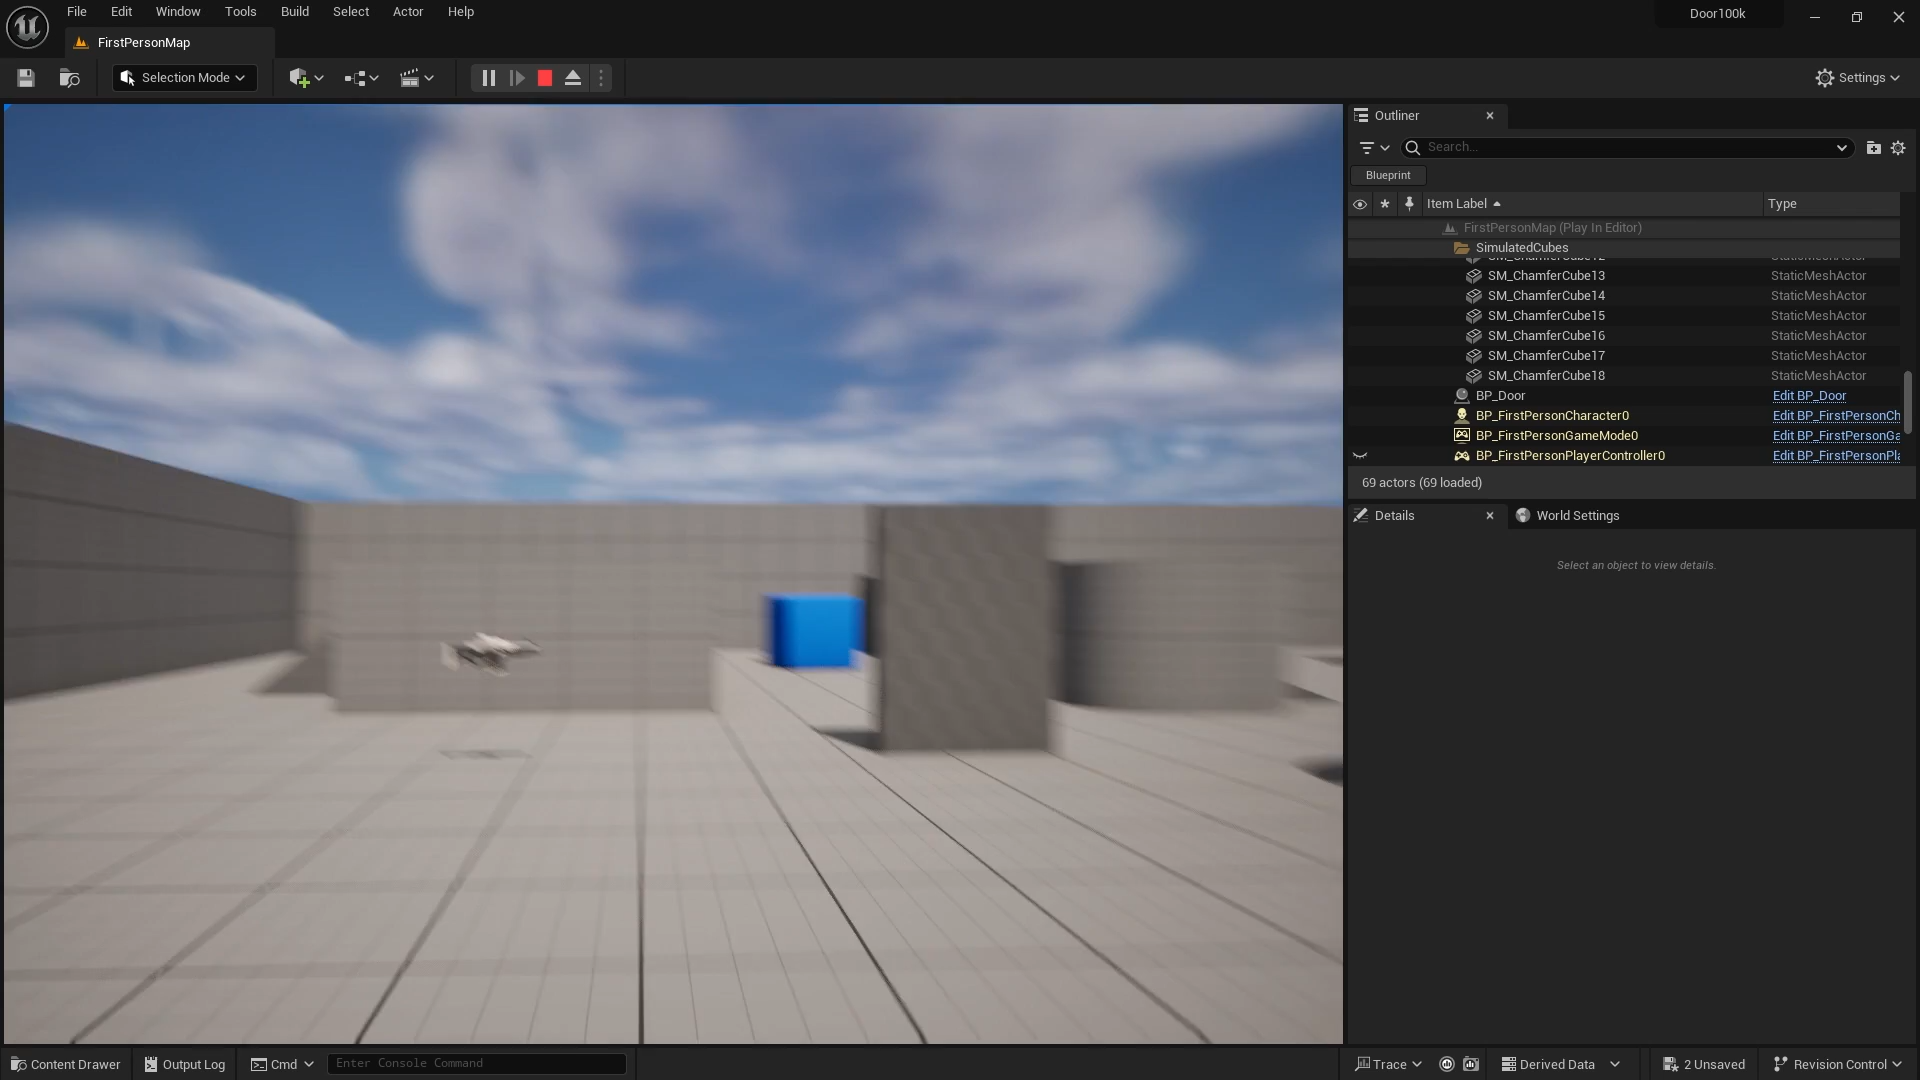 File Edit Window Tools Build Select Actor Help
Door100k
FirstPersonMap
Selection Mode
Settings
Outliner
Search...
Blueprint
Item Label Type
FirstPersonMap (Play In Editor)
SimulatedCubes
SM_ChamferCube12 StaticMeshActor
SM_ChamferCube13 StaticMeshActor
SM_ChamferCube14 StaticMeshActor
SM_ChamferCube15 StaticMeshActor
SM_ChamferCube16 StaticMeshActor
SM_ChamferCube17 StaticMeshActor
SM_ChamferCube18 StaticMeshActor
BP_Door Edit BP_Door
BP_FirstPersonCharacter0 Edit BP_FirstPersonCh
BP_FirstPersonGameMode0 Edit BP_FirstPersonGa
BP_FirstPersonPlayerController0 Edit BP_FirstPersonPla
69 actors (69 loaded)
Details World Settings
Select an object to view details.
Content Drawer Output Log Cmd Enter Console Command Trace Derived Data 2 Unsaved Revision Control